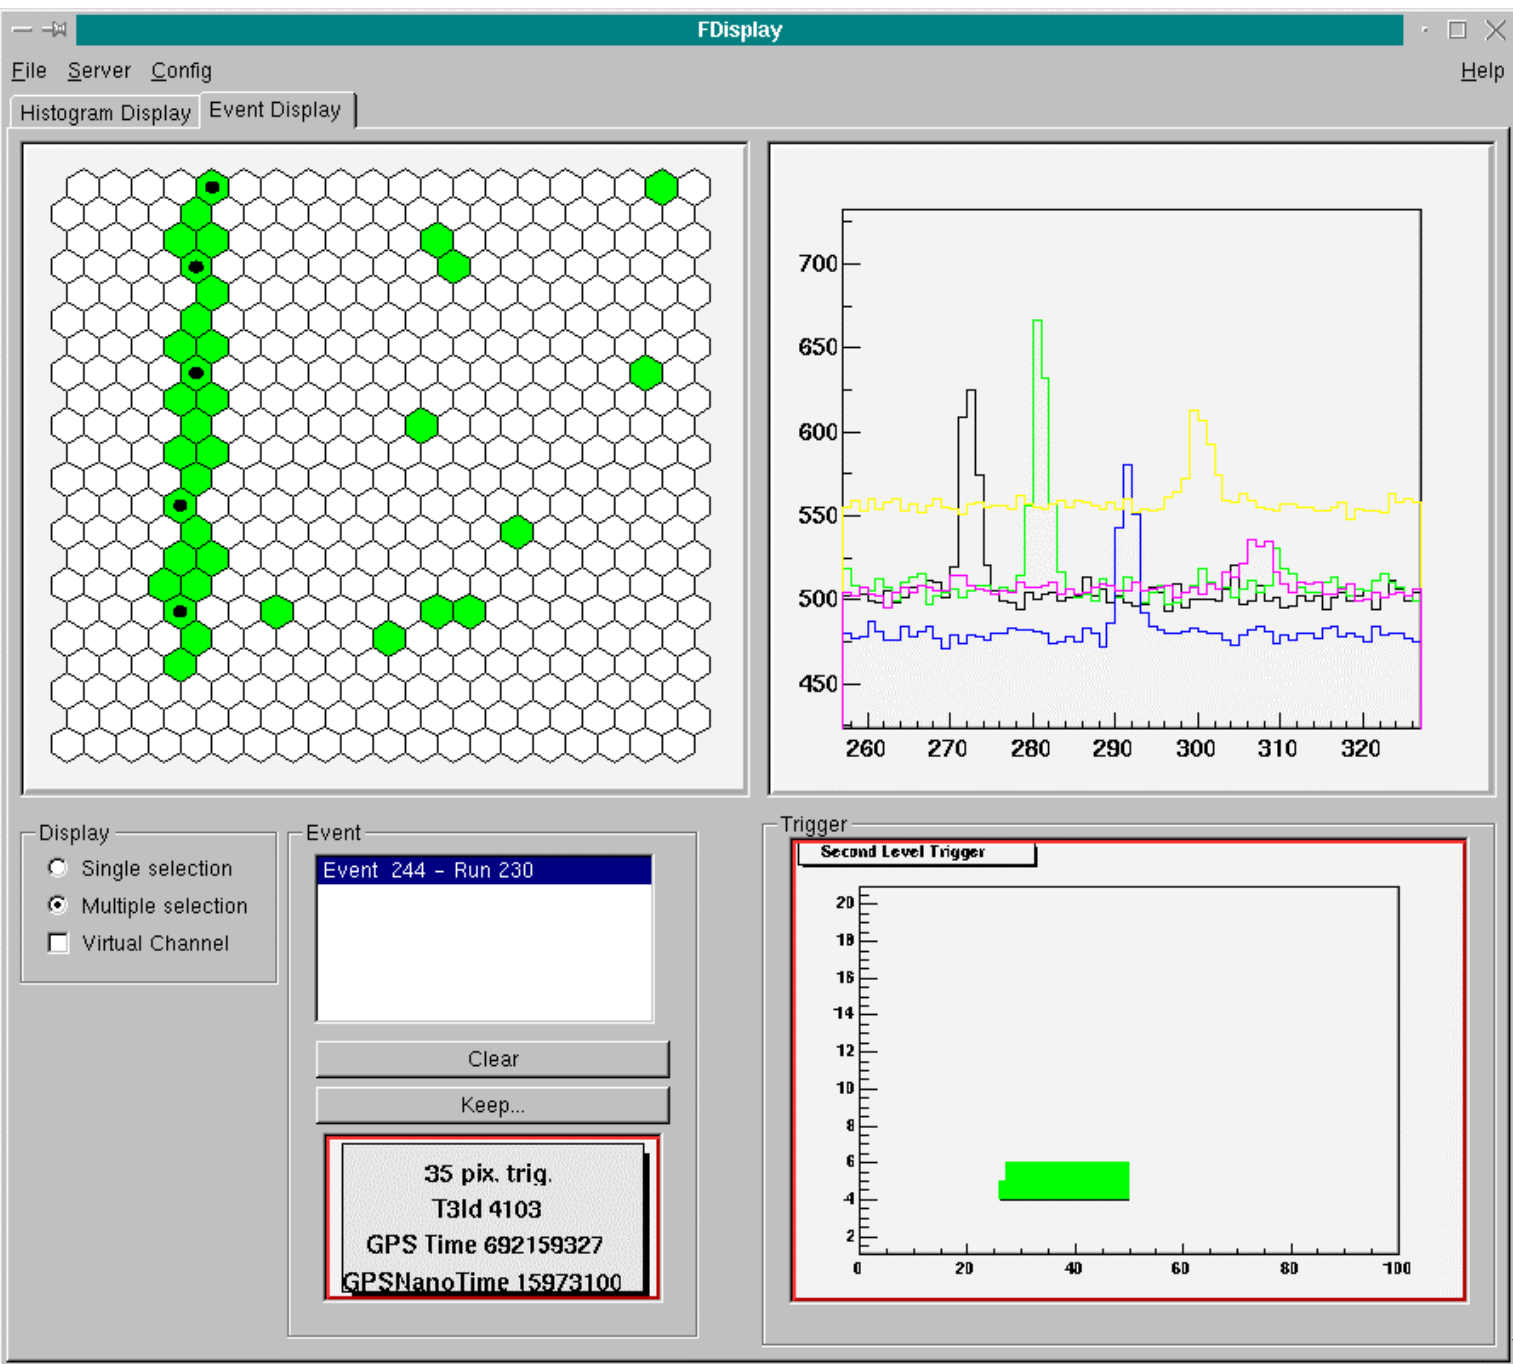 FDisplay
File Server Config Help
Histogram Display Event Display
700
650
600
550
500
450
260 270 280 290 300 310 320
Display
Single selection
Multiple selection
Virtual Channel
Event
Event 244 - Run 230
Clear
Keep...
35 pix. trig.
T3Id 4103
GPS Time 692159327
GPSNanoTime 15973100
Trigger
Second Level Trigger
20
18
16
14
12
10
8
6
4
2
0 20 40 60 80 100